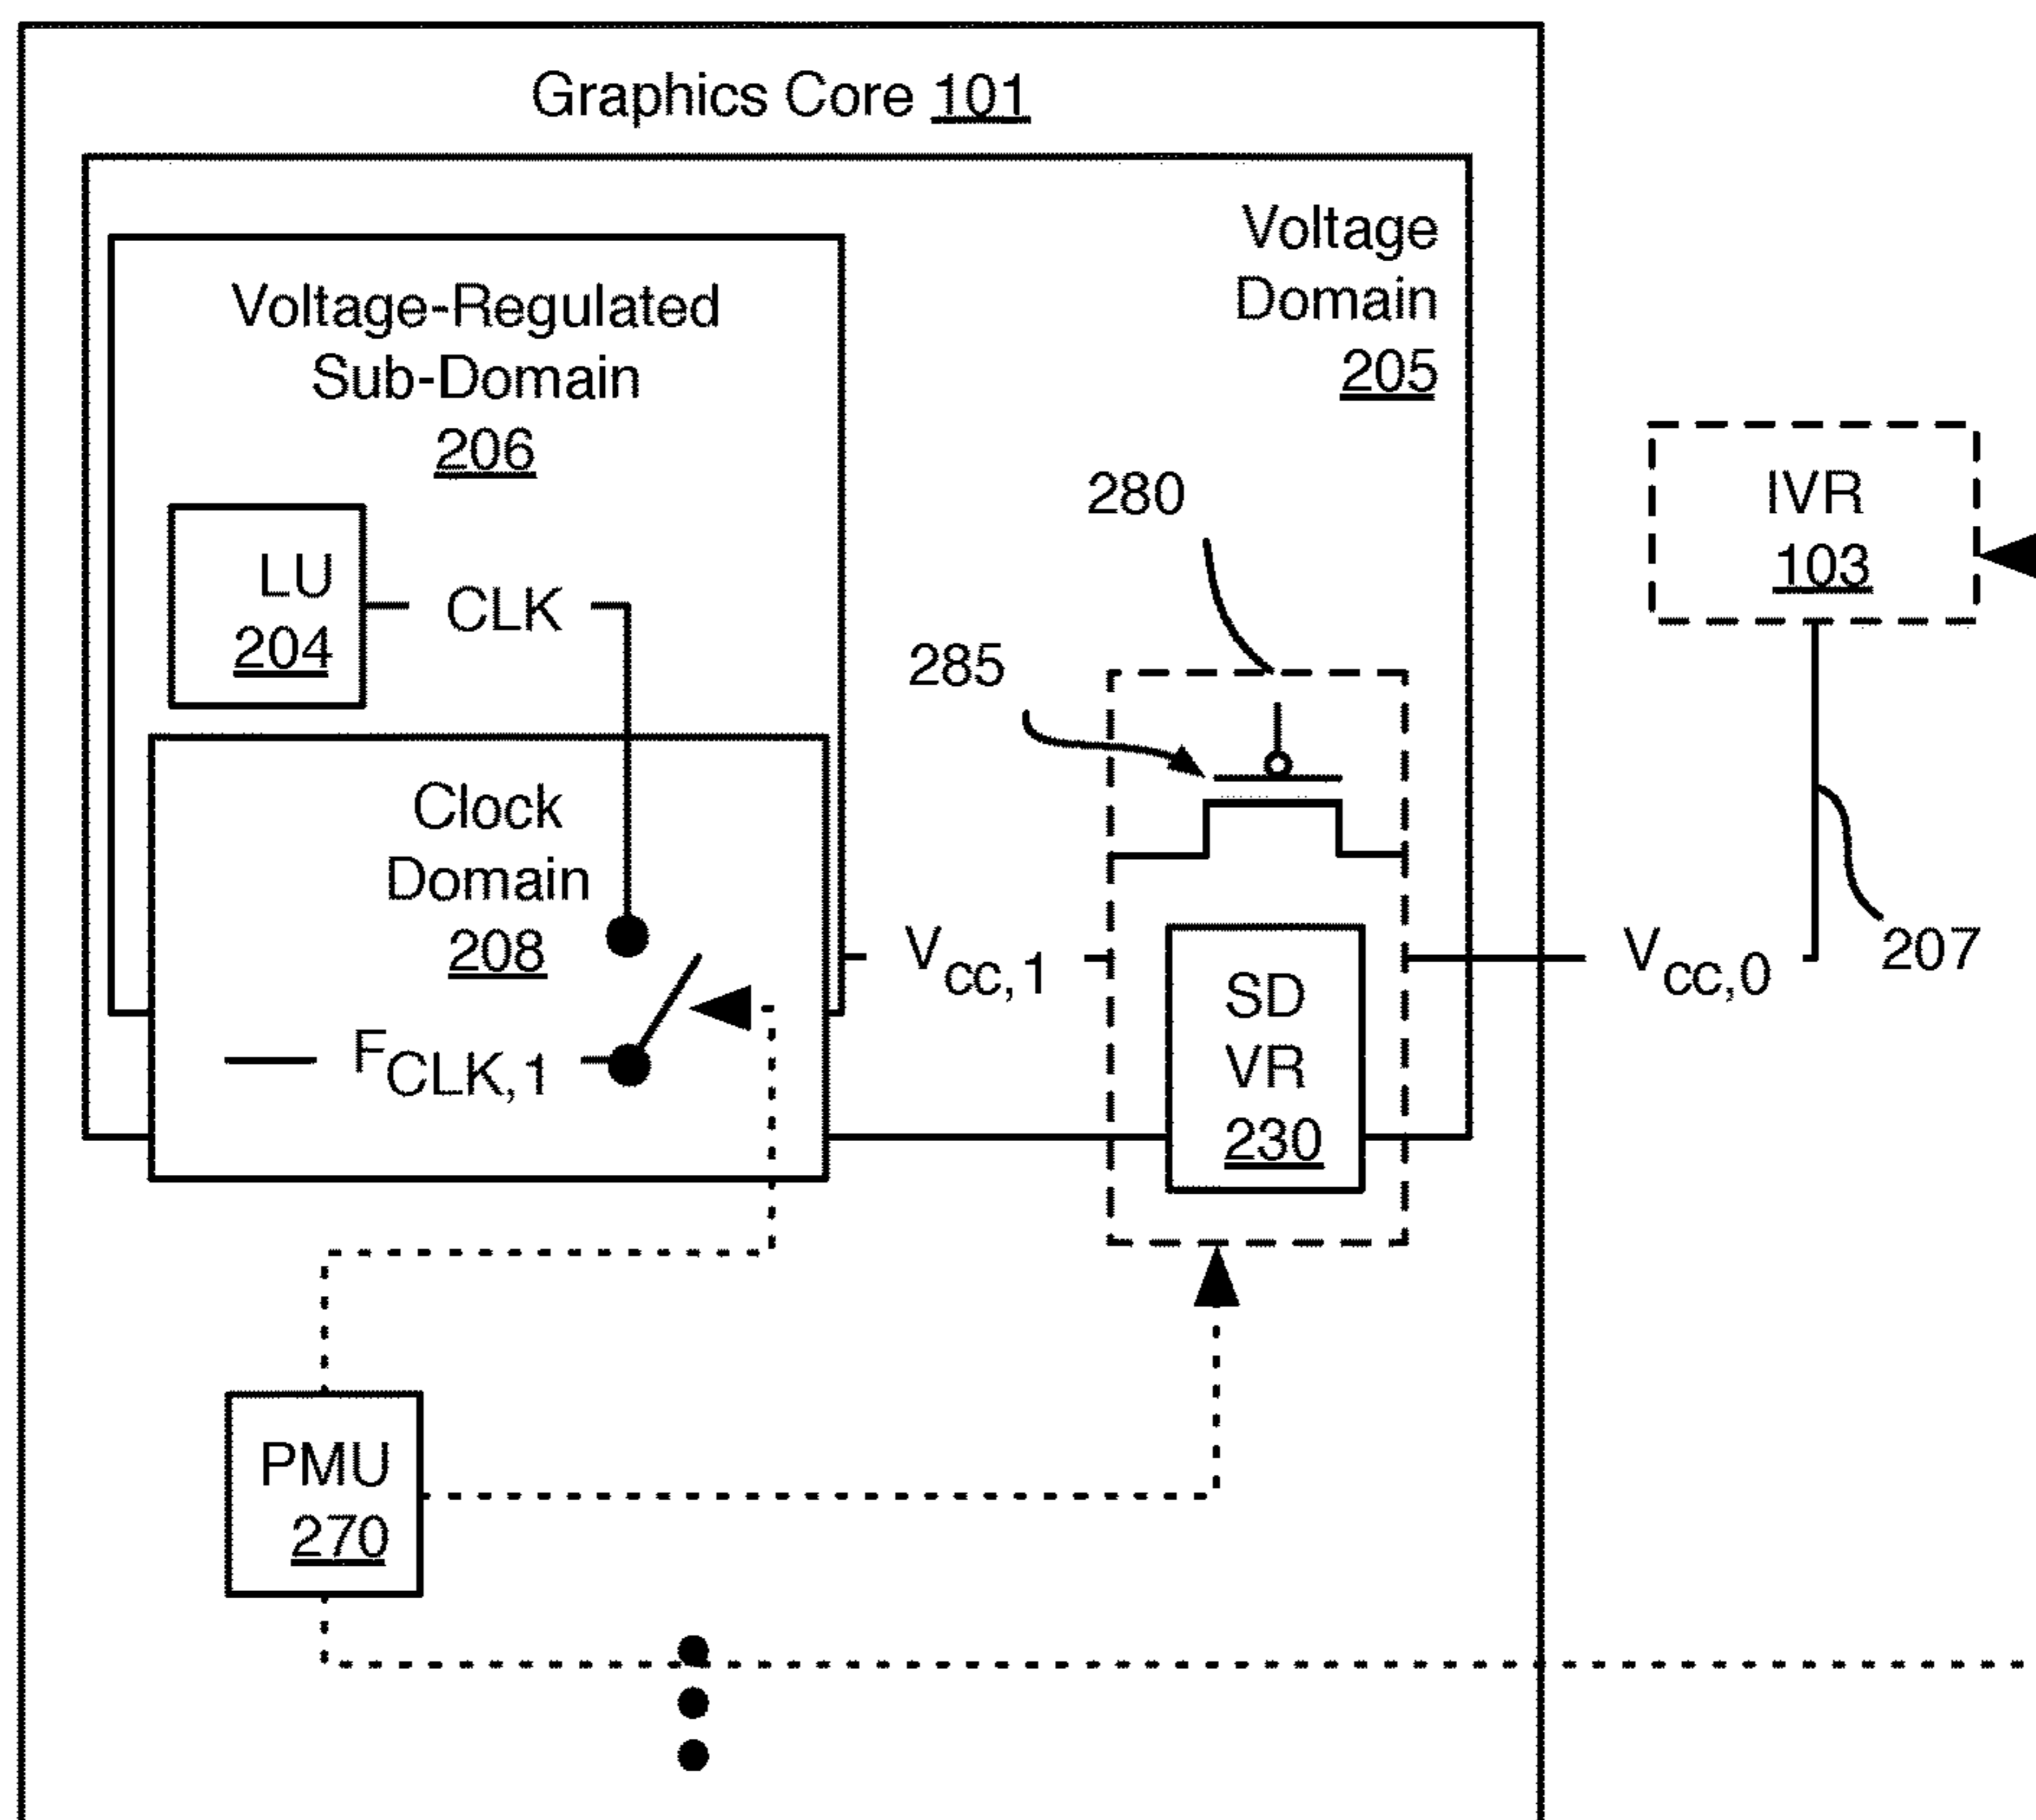 Graphics Core 101
Voltage
Domain
205
Voltage-Regulated
Sub-Domain
206
280
IVR
103
LU
204
CLK
285
Clock
Domain
208
Vcc,1
Vcc,0
207
SD
VR
230
FCLK,1
PMU
270